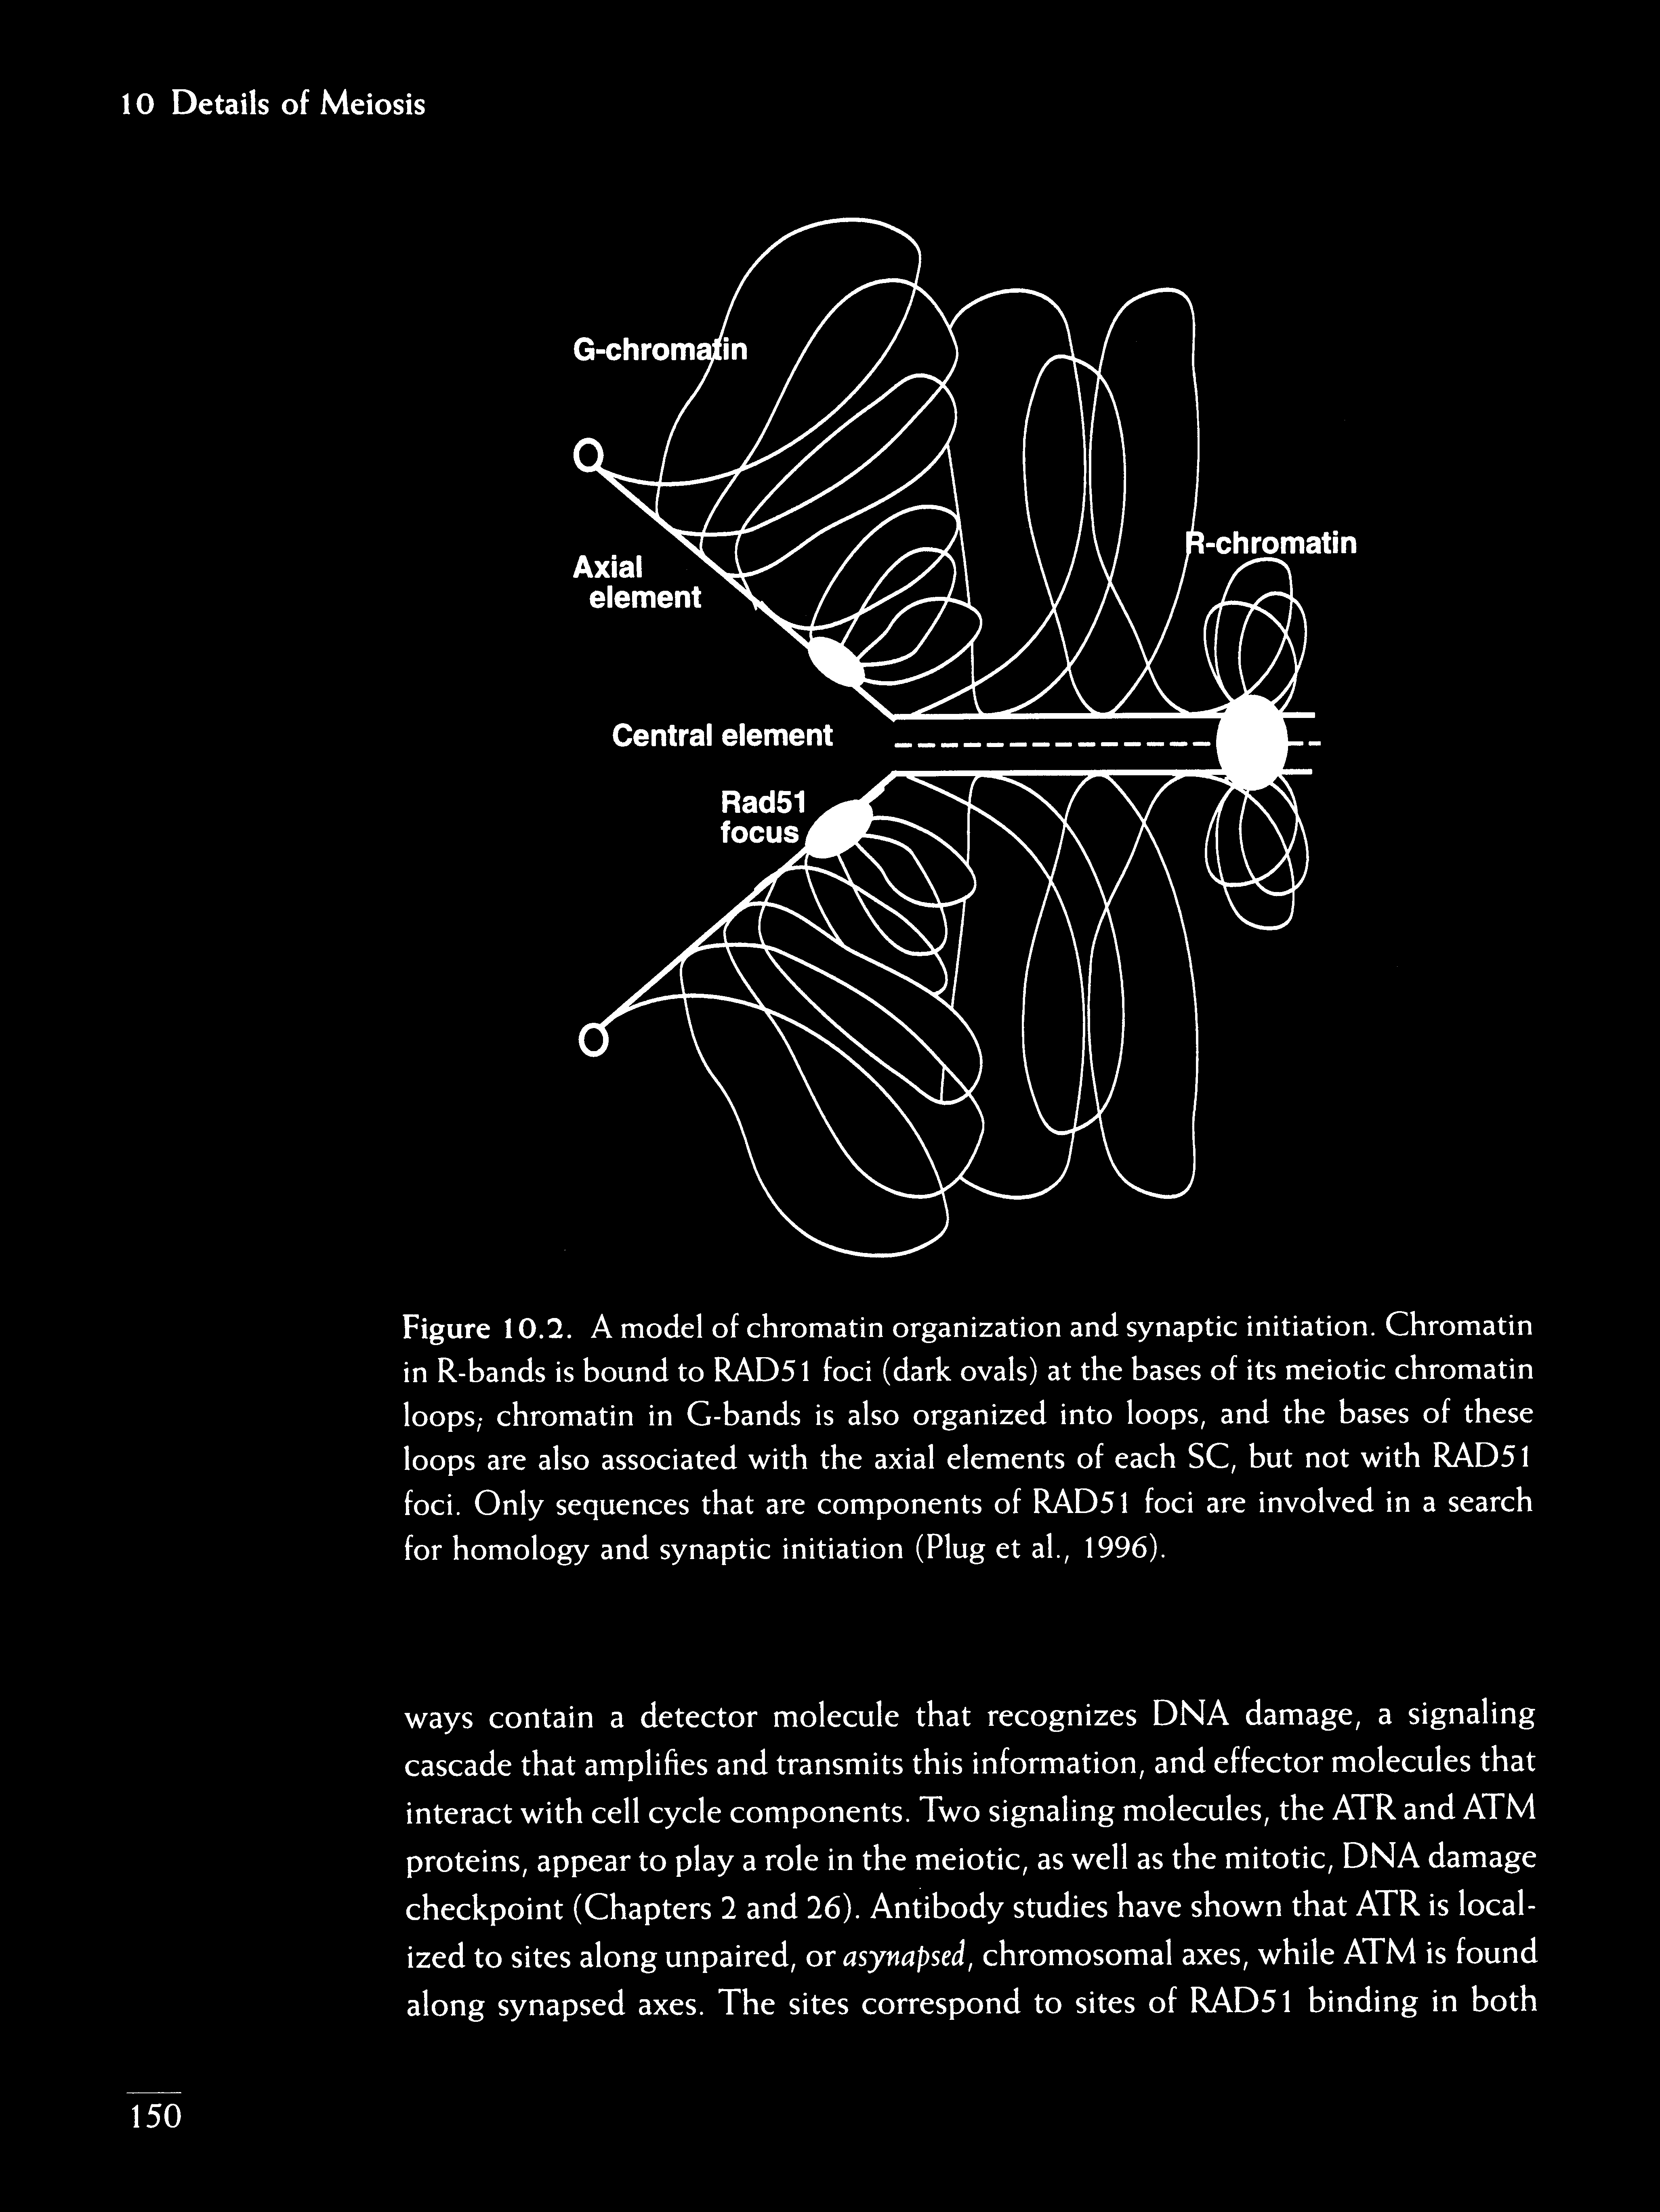 10 Details of Meiosis
G-chromatin
R-chromatin
Axial
element
Central element
Rad51
focus
Figure 10.2. A model of chromatin organization and synaptic initiation. Chromatin
in R-bands is bound to RAD51 foci (dark ovals) at the bases of its meiotic chromatin
loops; chromatin in G-bands is also organized into loops, and the bases of these
loops are also associated with the axial elements of each SC, but not with RAD51
foci. Only sequences that are components of RAD51 foci are involved in a search
for homology and synaptic initiation (Plug et al., 1996).
ways contain a detector molecule that recognizes DNA damage, a signaling
cascade that amplifies and transmits this information, and effector molecules that
interact with cell cycle components. Two signaling molecules, the ATR and ATM
proteins, appear to play a role in the meiotic, as well as the mitotic, DNA damage
checkpoint (Chapters 2 and 26). Antibody studies have shown that ATR is local-
ized to sites along unpaired, or asynapsed, chromosomal axes, while ATM is found
along synapsed axes. The sites correspond to sites of RAD51 binding in both
150